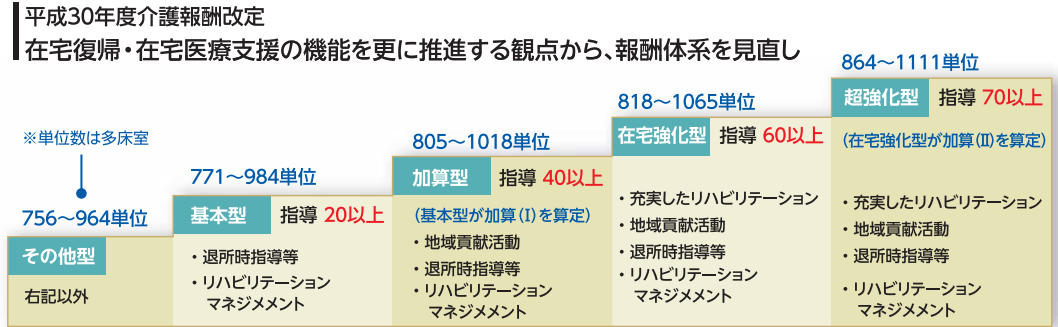 平成30年度介護報酬改定
在宅復帰・在宅医療支援の機能を更に推進する観点から、報酬体系を見直し
※単位数は多床室
756〜964単位
その他型
右記以外
771〜984単位
基本型 指導 20以上
・退所時指導等
・リハビリテーション
マネジメメント
805〜1018単位
加算型 指導 40以上
（基本型が加算（Ⅰ）を算定）
・地域貢献活動
・退所時指導等
・リハビリテーション
マネジメメント
818〜1065単位
在宅強化型 指導 60以上
・充実したリハビリテーション
・地域貢献活動
・退所時指導等
・リハビリテーション
マネジメメント
864〜1111単位
超強化型 指導 70以上
（在宅強化型が加算（Ⅱ）を算定）
・充実したリハビリテーション
・地域貢献活動
・退所時指導等
・リハビリテーション
マネジメメント